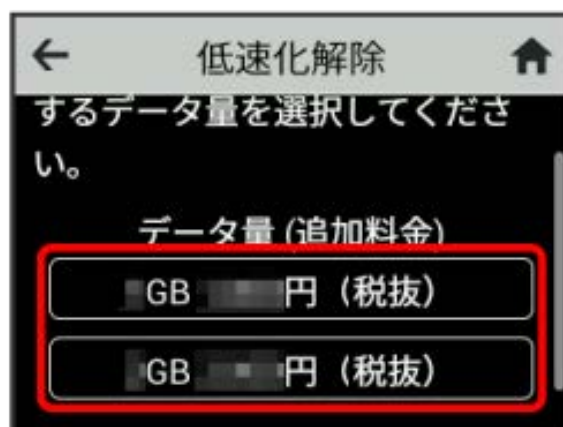 低速化解除
するデータ量を選択してくださ
い。
データ量 (追加料金)
GB 円 (税抜)
GB 円 (税抜)